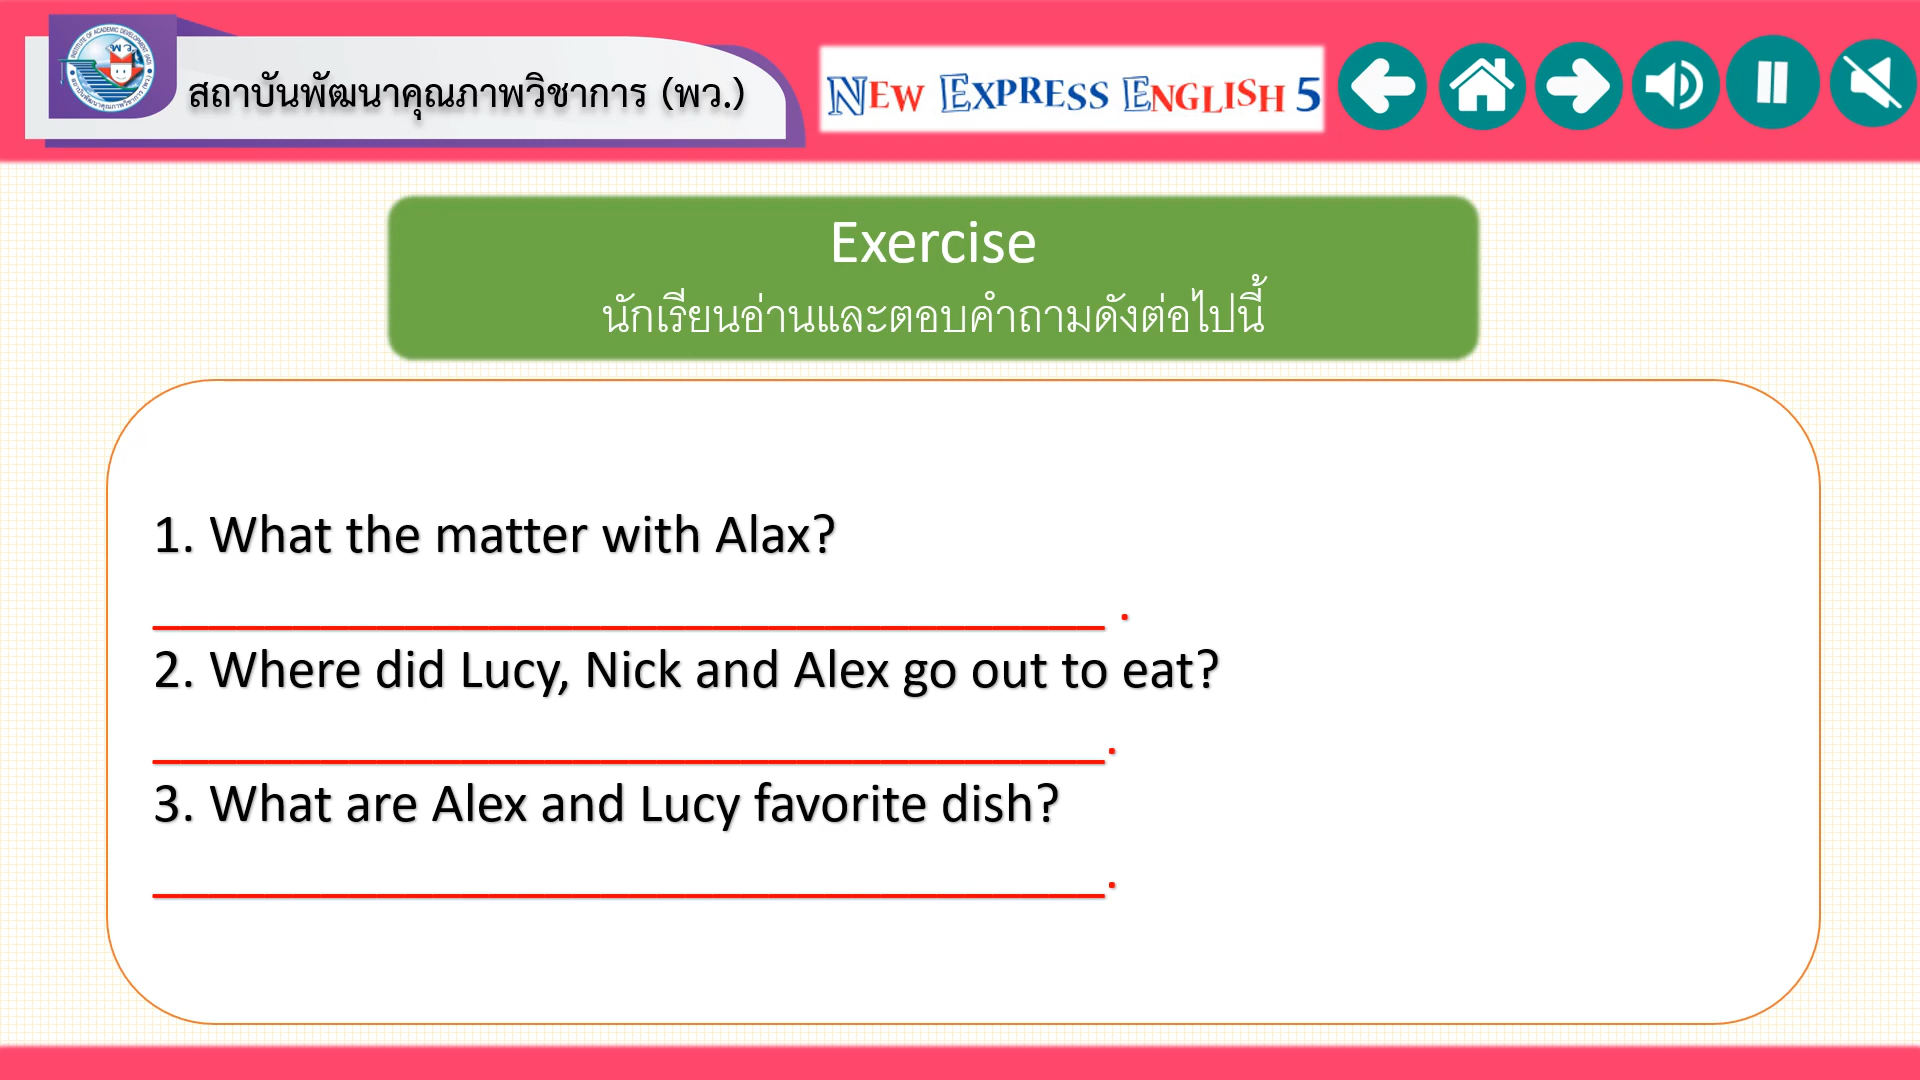 สถาบันพัฒนาคุณภาพวิชาการ (พว.)
NEW EXPRESS ENGLISH 5
Exercise
นักเรียนอ่านและตอบคำถามดังต่อไปนี้
1. What the matter with Alax?
__________________________________ .
2. Where did Lucy, Nick and Alex go out to eat?
__________________________________.
3. What are Alex and Lucy favorite dish?
__________________________________.